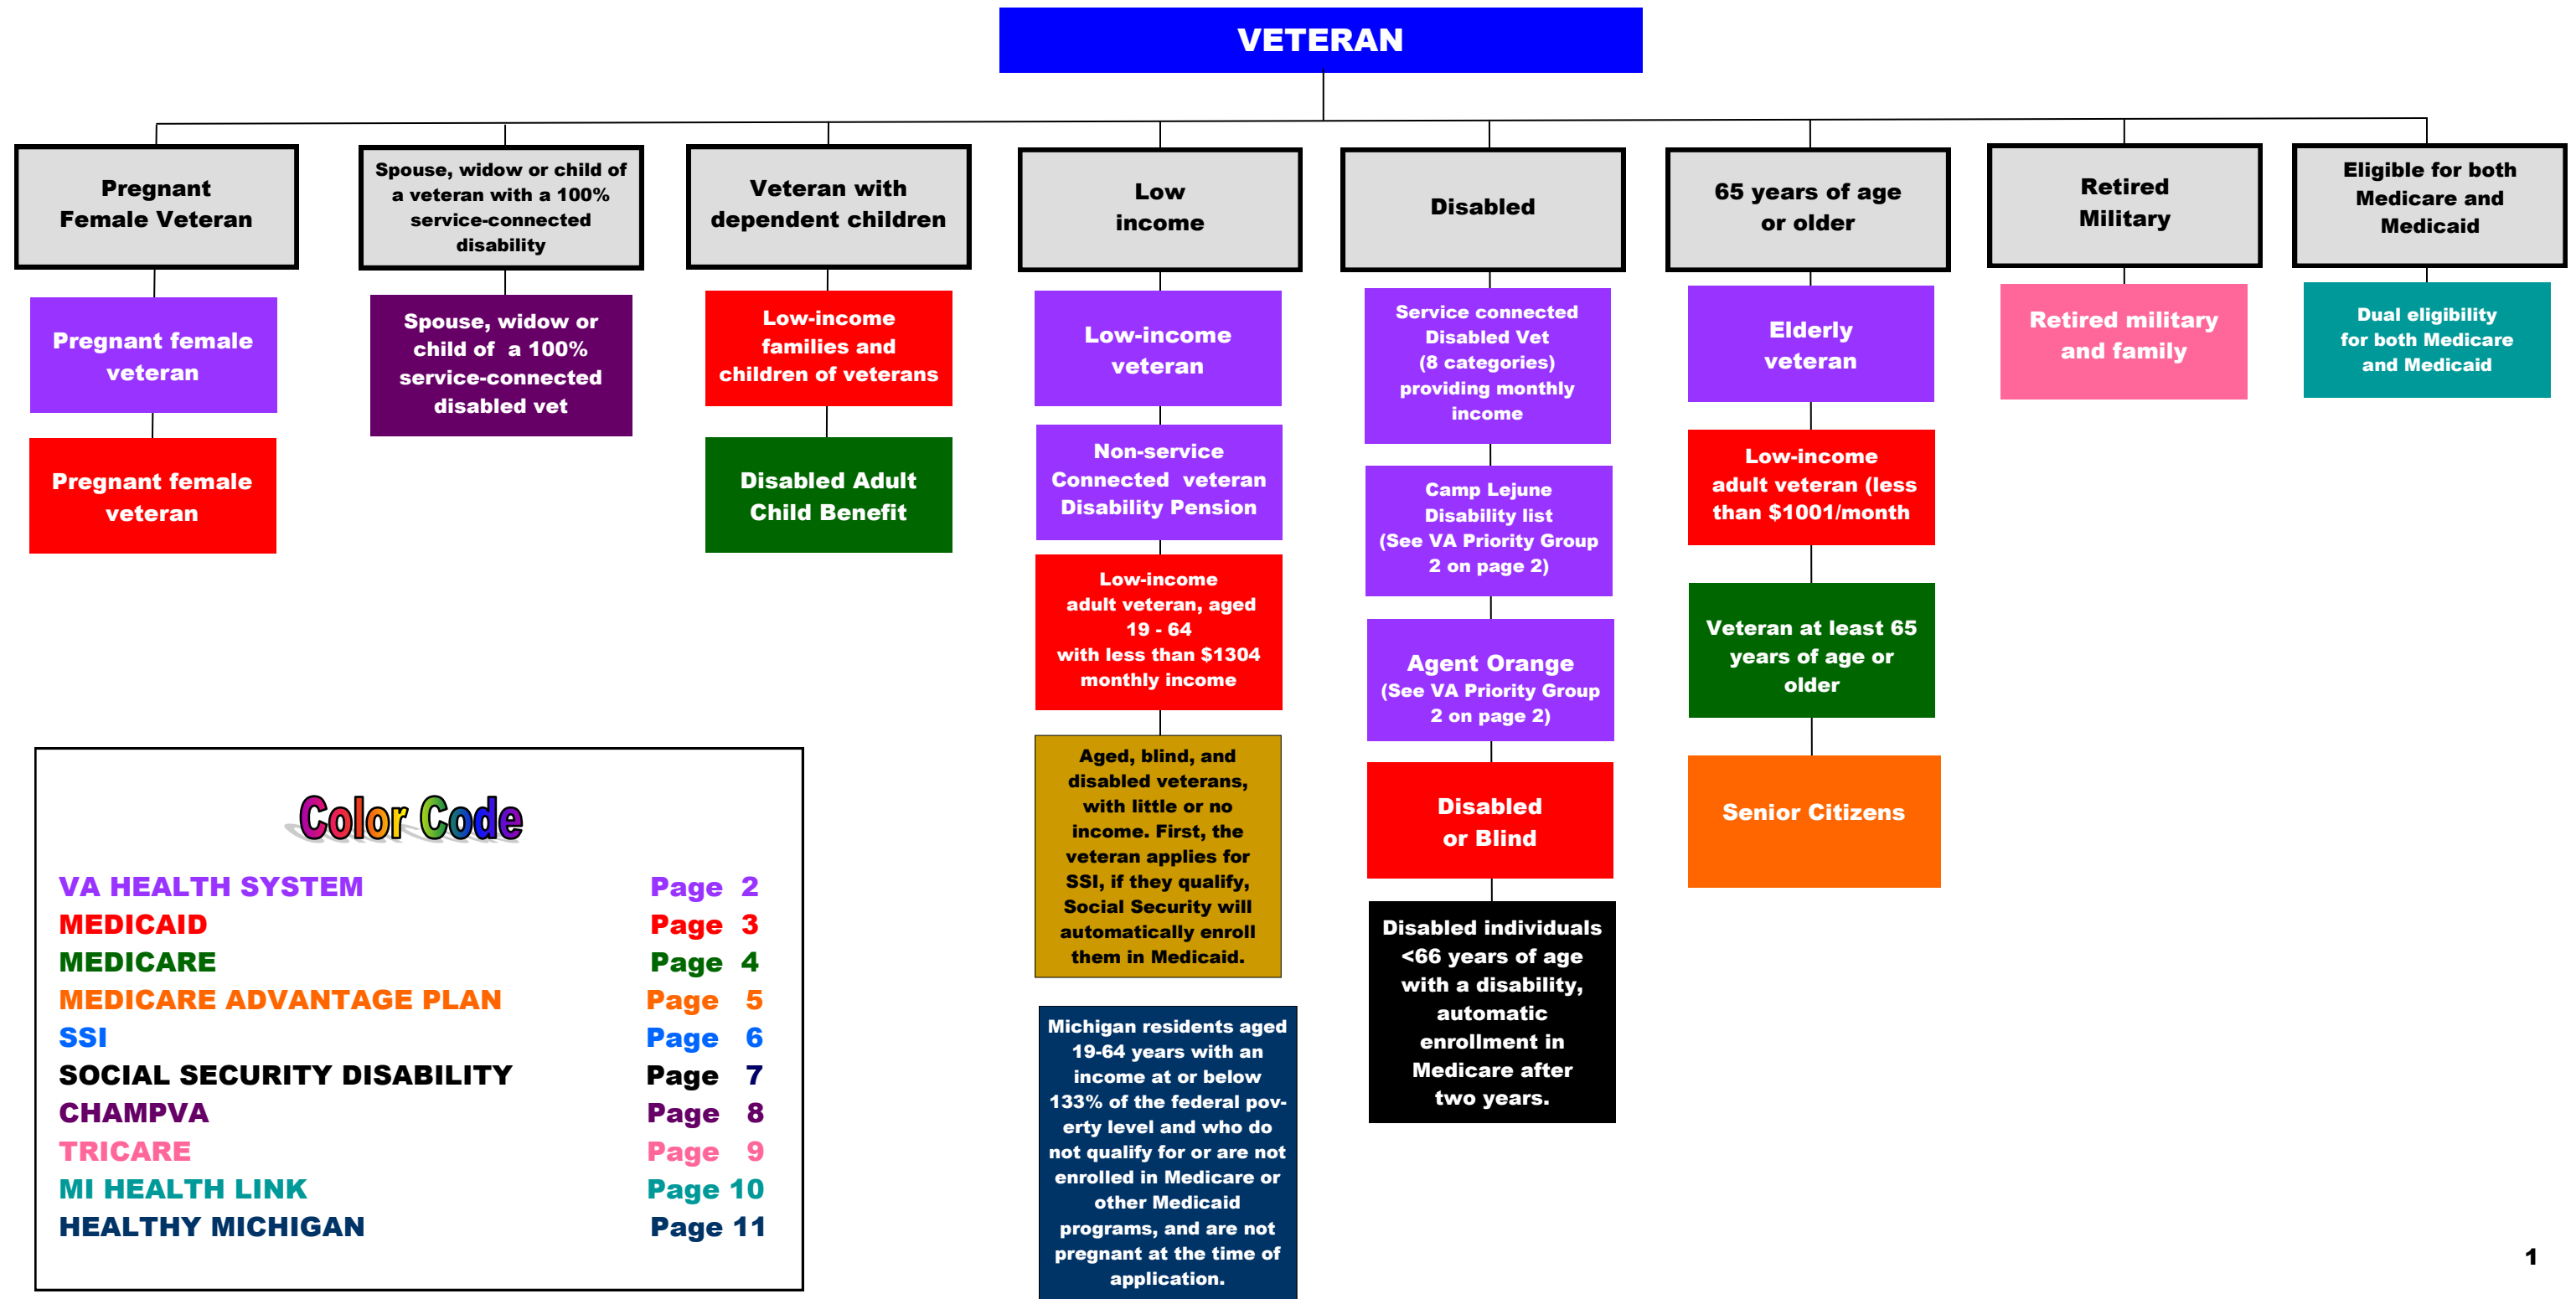 VETERAN
Pregnant
Female Veteran
Pregnant female
veteran
Pregnant female
veteran
Spouse, widow or child of
a veteran with a 100%
service-connected
disability
Spouse, widow or
child of a 100%
service-connected
disabled vet
Veteran with
dependent children
Low-income
families and
children of veterans
Disabled Adult
Child Benefit
Low
income
Low-income
veteran
Non-service
Connected veteran
Disability Pension
Low-income
adult veteran, aged
19 - 64
with less than $1304
monthly income
Aged, blind, and
disabled veterans,
with little or no
income. First, the
veteran applies for
SSI, if they qualify,
Social Security will
automatically enroll
them in Medicaid.
Michigan residents aged
19-64 years with an
income at or below
133% of the federal pov-
erty level and who do
not qualify for or are not
enrolled in Medicare or
other Medicaid
programs, and are not
pregnant at the time of
application.
Disabled
Service connected
Disabled Vet
(8 categories)
providing monthly
income
Camp Lejune
Disability list
(See VA Priority Group
2 on page 2)
Agent Orange
(See VA Priority Group
2 on page 2)
Disabled
or Blind
Disabled individuals
<66 years of age
with a disability,
automatic
enrollment in
Medicare after
two years.
65 years of age
or older
Elderly
veteran
Low-income
adult veteran (less
than $1001/month
Veteran at least 65
years of age or
older
Senior Citizens
Retired
Military
Retired military
and family
Eligible for both
Medicare and
Medicaid
Dual eligibility
for both Medicare
and Medicaid
Color Code
VA HEALTH SYSTEM Page 2
MEDICAID Page 3
MEDICARE Page 4
MEDICARE ADVANTAGE PLAN Page 5
SSI Page 6
SOCIAL SECURITY DISABILITY Page 7
CHAMPVA Page 8
TRICARE Page 9
MI HEALTH LINK Page 10
HEALTHY MICHIGAN Page 11
1